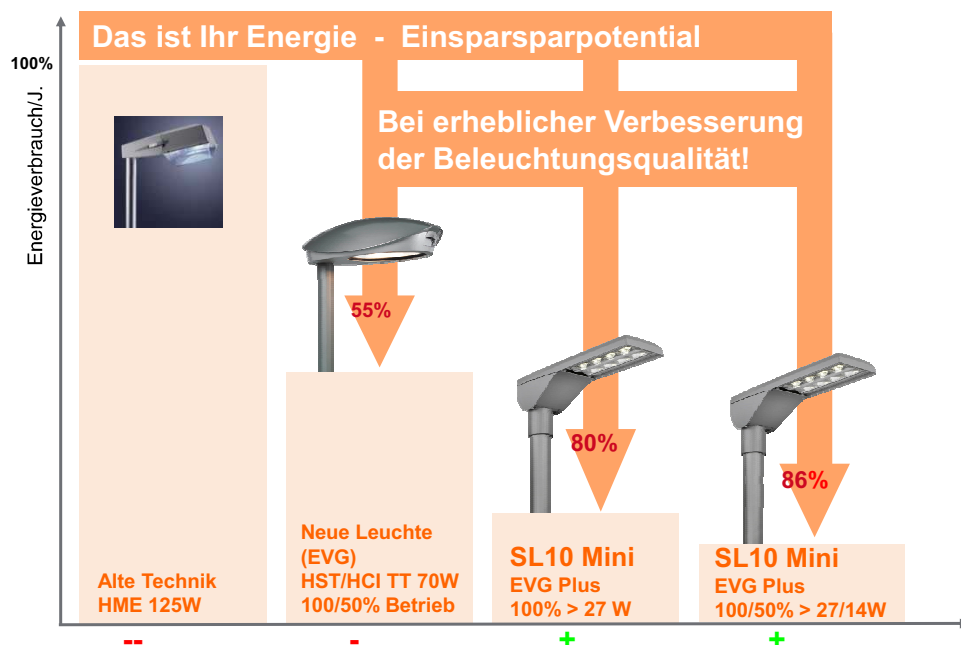 Das ist Ihr Energie - Einsparsparpotential
100%
Bei erheblicher Verbesserung
der Beleuchtungsqualität!
Energieverbrauch/J.
55%
80%
86%
Alte Technik
HME 125W
Neue Leuchte
(EVG)
HST/HCI TT 70W
100/50% Betrieb
SL10 Mini
EVG Plus
100% > 27 W
SL10 Mini
EVG Plus
100/50% > 27/14W
--
-
+
+